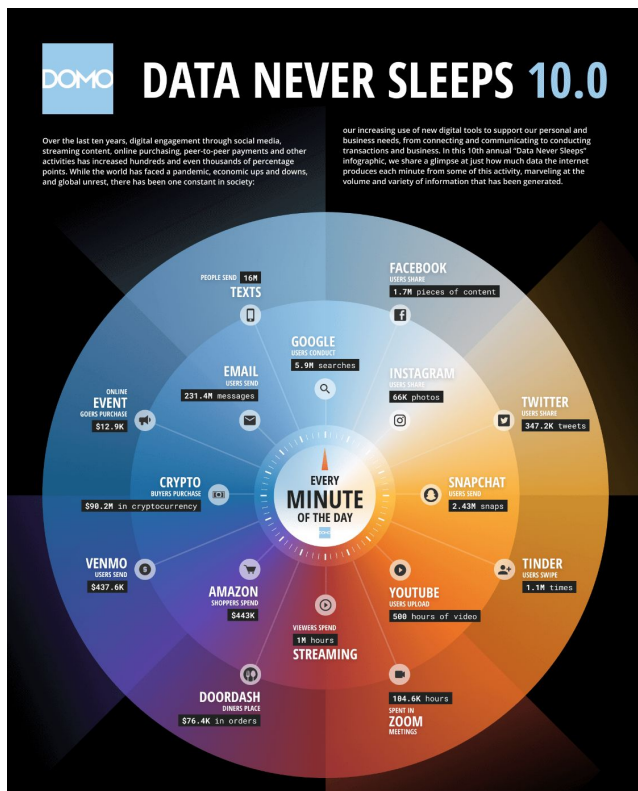 DOMO
DATA NEVER SLEEPS 10.0
Over the last ten years, digital engagement through social media,
streaming content, online purchasing, peer-to-peer payments and other
activities has increased hundreds and even thousands of percentage
points. While the world has faced a pandemic, economic ups and downs,
and global unrest, there has been one constant in society:
our increasing use of new digital tools to support our personal and
business needs, from connecting and communicating to conducting
transactions and business. In this 10th annual "Data Never Sleeps"
infographic, we share a glimpse at just how much data the internet
produces each minute from some of this activity, marveling at the
volume and variety of information that has been generated.
PEOPLE SEND 16M
TEXTS
FACEBOOK
USERS SHARE
1.7M pieces of content
GOOGLE
USERS CONDUCT
5.9M searches
EMAIL
USERS SEND
231.4M messages
INSTAGRAM
USERS SHARE
66K photos
ONLINE
EVENT
GOERS PURCHASE
$12.9K
TWITTER
USERS SHARE
347.2K tweets
CRYPTO
BUYERS PURCHASE
$90.2M in cryptocurrency
EVERY
MINUTE
OF THE DAY
DOMO
SNAPCHAT
USERS SEND
2.43M snaps
VENMO
USERS SEND
$437.6K
AMAZON
SHOPPERS SPEND
$443K
VIEWERS SPEND
1M hours
STREAMING
YOUTUBE
USERS UPLOAD
500 hours of video
TINDER
USERS SWIPE
1.1M times
DOORDASH
DINERS PLACE
$76.4K in orders
104.6K hours
SPENT IN
ZOOM
MEETINGS